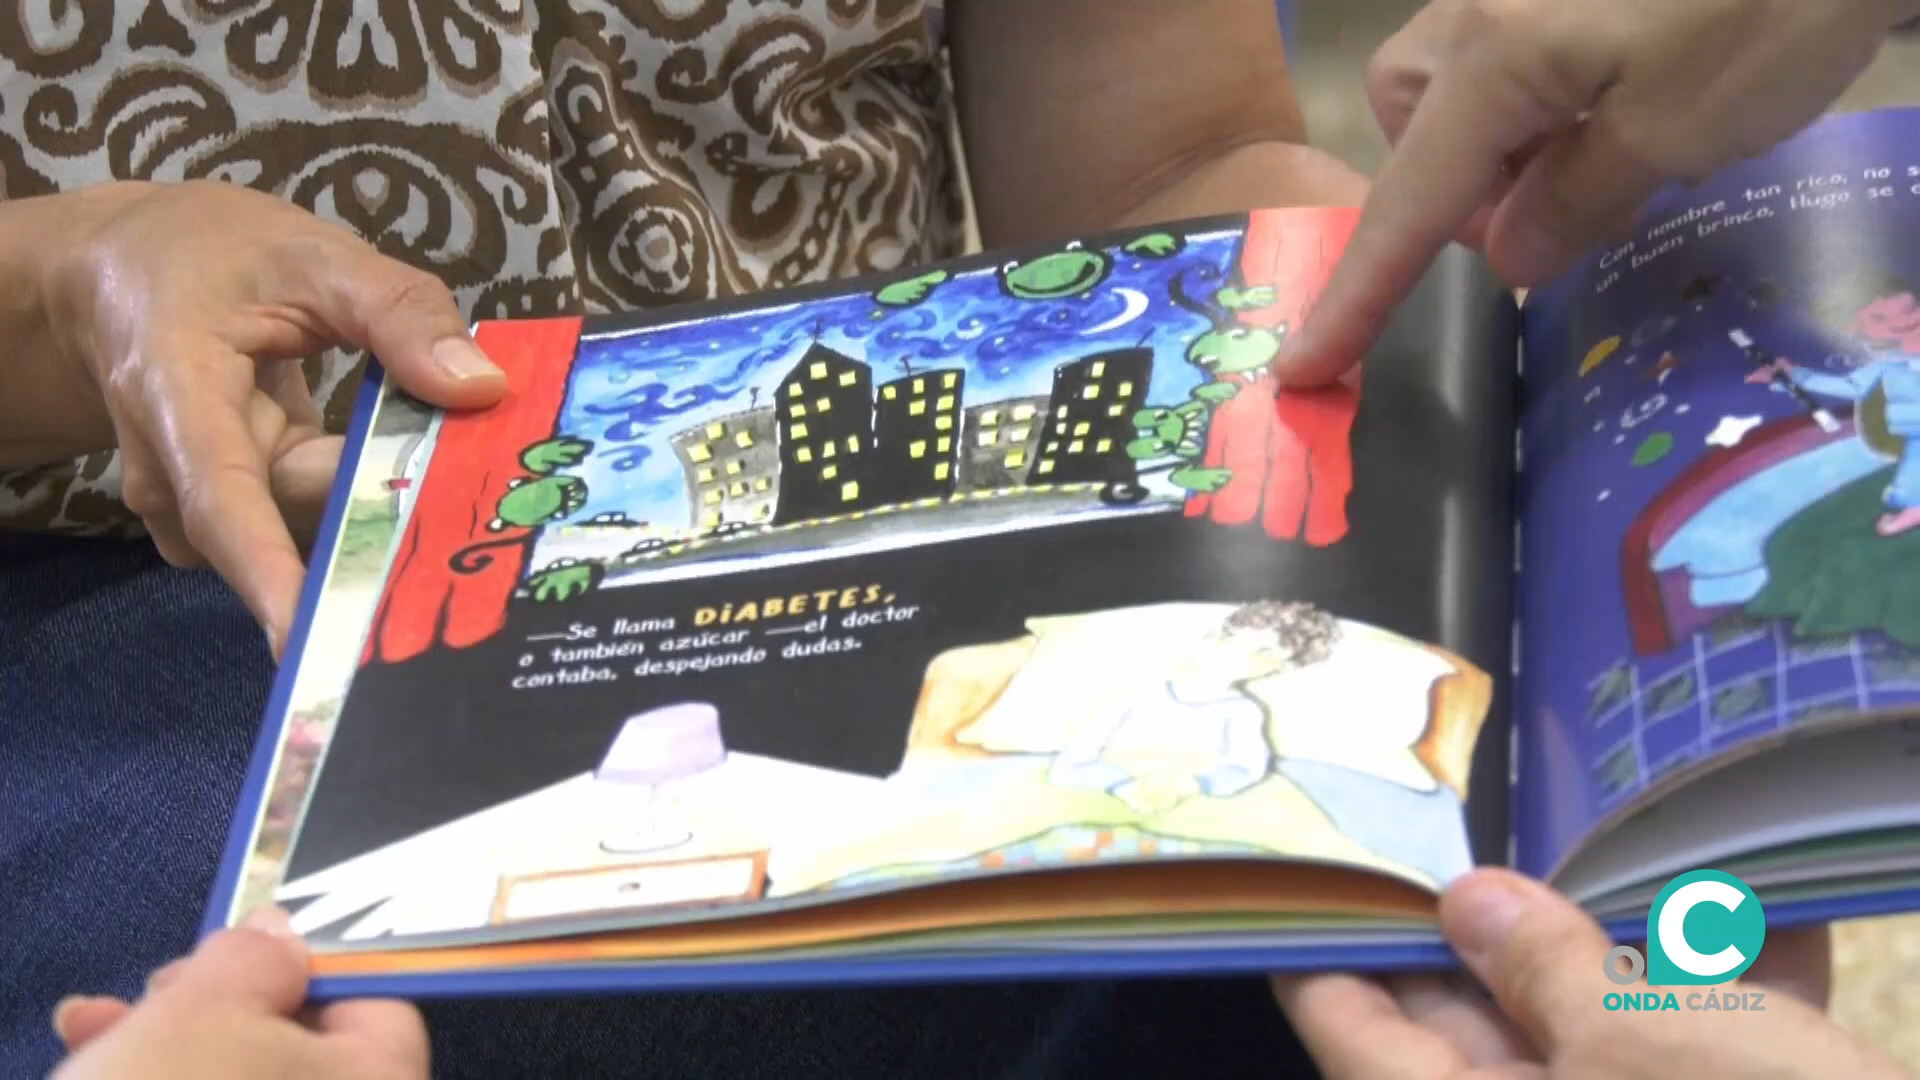 —Se llama DiABETES,
o también azúcar —el doctor
contaba, despejando dudas.
Con nombre tan rico, no
un buen brinco, Hugo se
ONDA CÁDIZ